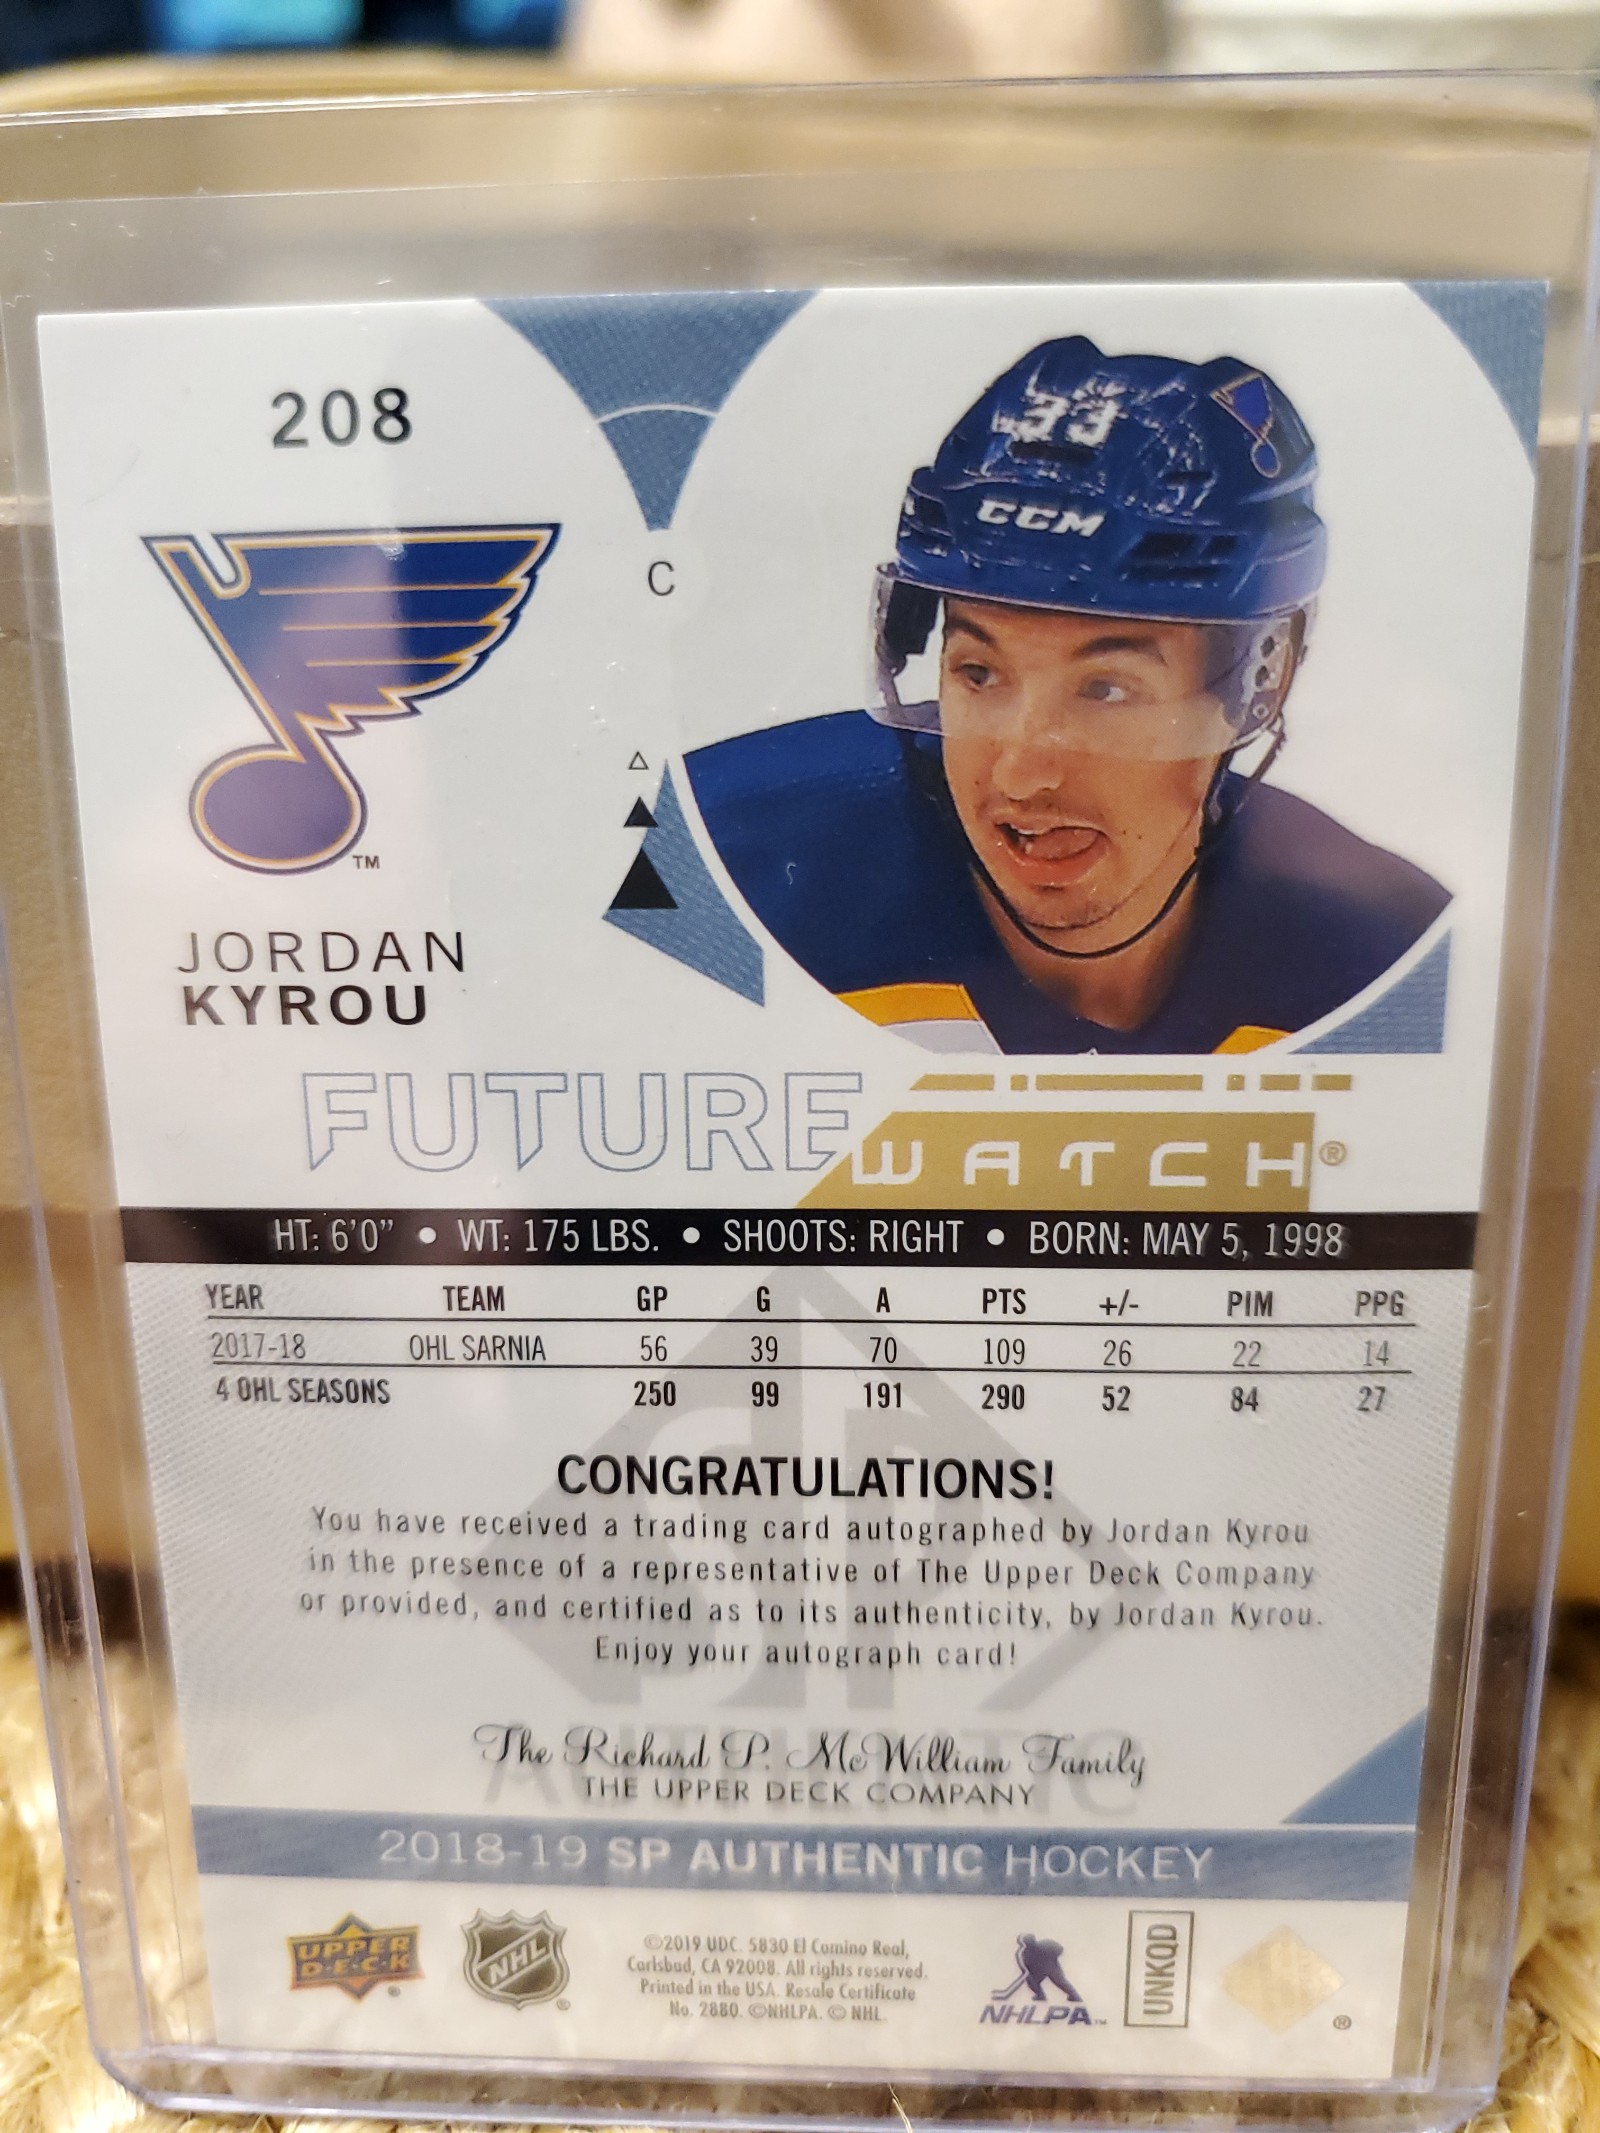 208
33
CCM
C
TM
JORDAN
KYROU
FUTURE
WATCH®
HT: 6'0" • WT: 175 LBS. • SHOOTS: RIGHT • BORN: MAY 5, 1998
YEAR TEAM GP G A PTS +/- PIM PPG
2017-18 OHL SARNIA 56 39 70 109 26 22 14
4 OHL SEASONS 250 99 191 290 52 84 27
CONGRATULATIONS!
You have received a trading card autographed by Jordan Kyrou
in the presence of a representative of The Upper Deck Company
or provided, and certified as to its authenticity, by Jordan Kyrou.
Enjoy your autograph card!
The Richard P. McWilliam Family
THE UPPER DECK COMPANY
SP
AUTHENTIC
2018-19 SP AUTHENTIC HOCKEY
UPPER
D·E·C·K
®
NHL
®
©2019 UDC. 5830 El Camino Real,
Carlsbad, CA 92008. All rights reserved.
Printed in the USA. Resale Certificate
No. 2880. ©NHLPA. © NHL.
NHLPA™
UNKQD
®